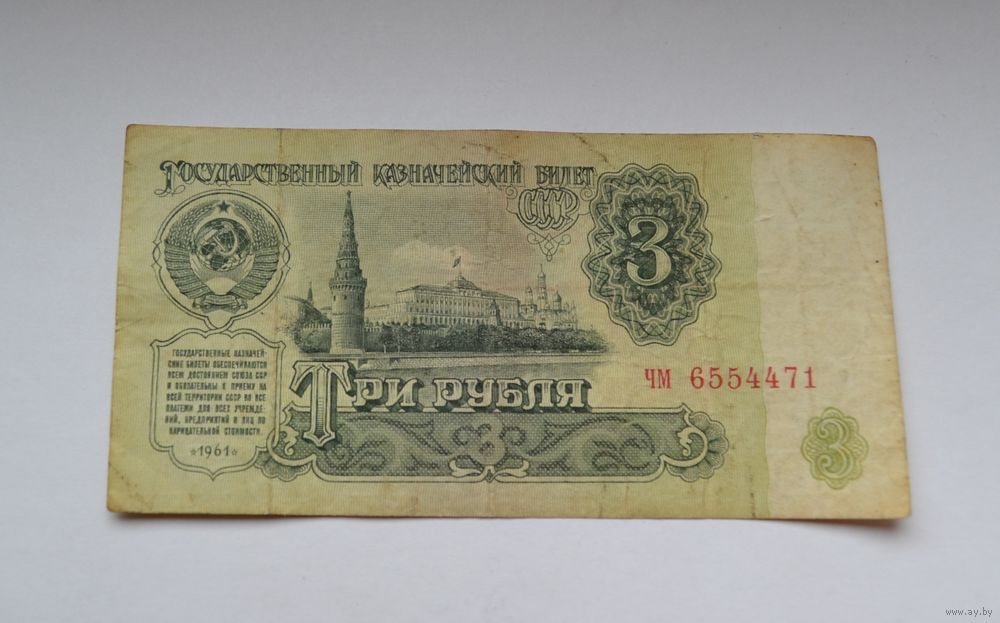 Государственный казначейский билет
СССР
3
ГОСУДАРСТВЕННЫЕ КАЗНАЧЕЙ-
СКИЕ БИЛЕТЫ ОБЕСПЕЧИВАЮТСЯ
ВСЕМ ДОСТОЯНИЕМ СОЮЗА ССР
И ОБЯЗАТЕЛЬНЫ К ПРИЕМУ НА
ВСЕЙ ТЕРРИТОРИИ СССР ВО ВСЕ
ПЛАТЕЖИ ДЛЯ ВСЕХ УЧРЕЖДЕ-
НИЙ, ПРЕДПРИЯТИЙ И ЛИЦ ПО
НАРИЦАТЕЛЬНОЙ СТОИМОСТИ.
1961
Три рубля
3
ЧМ 6554471
3
www.ay.by